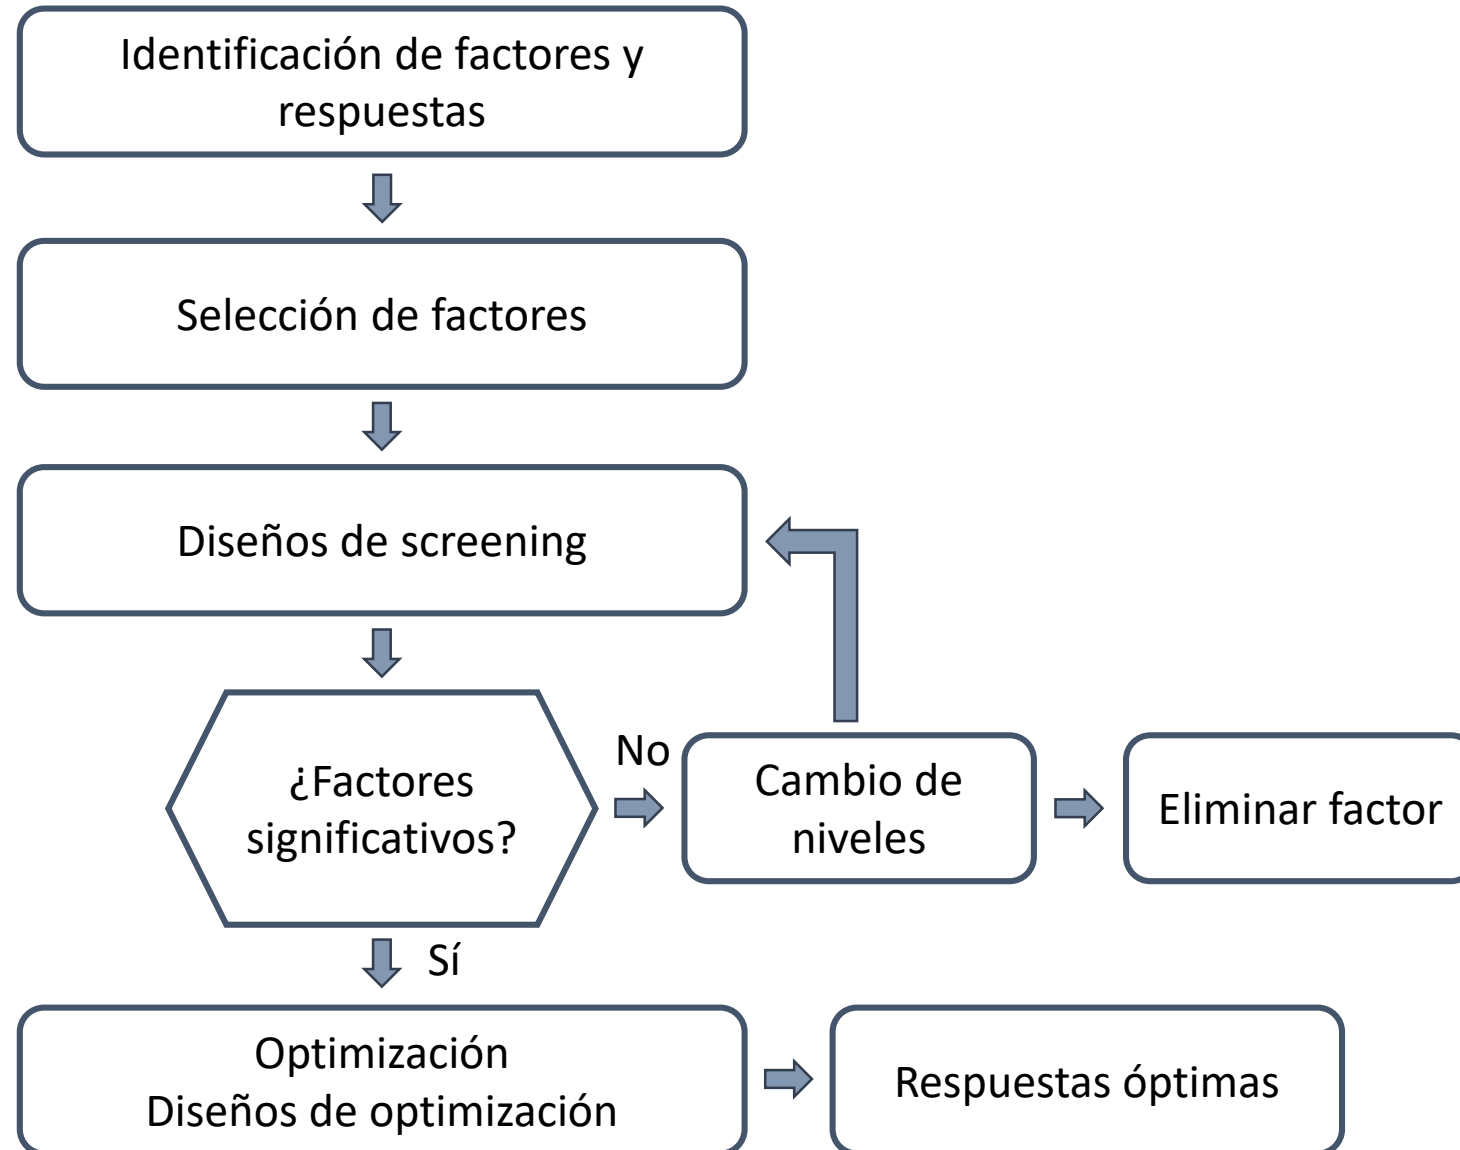 Identificación de factores y
respuestas
Selección de factores
Diseños de screening
¿Factores
significativos?
No
Cambio de
niveles
Eliminar factor
Sí
Optimización
Diseños de optimización
Respuestas óptimas